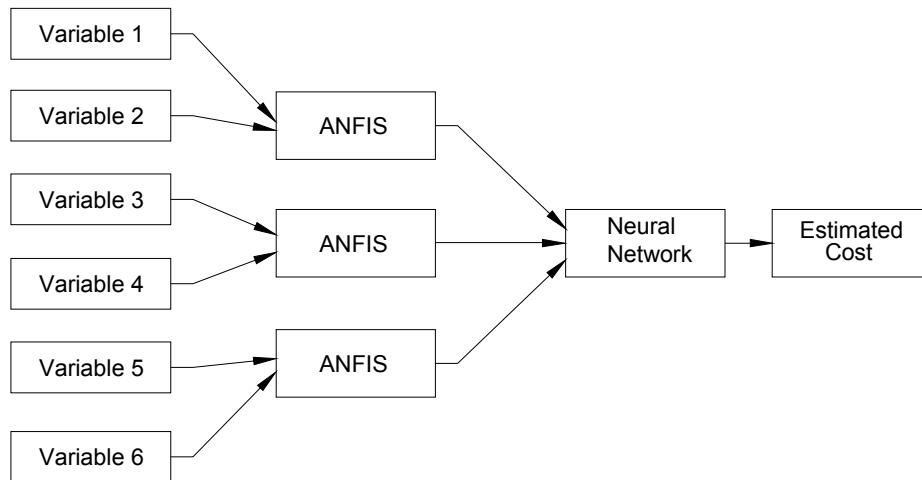 Variable 1
Variable 2
Variable 3
Variable 4
Variable 5
Variable 6
ANFIS
ANFIS
ANFIS
Neural
Network
Estimated
Cost